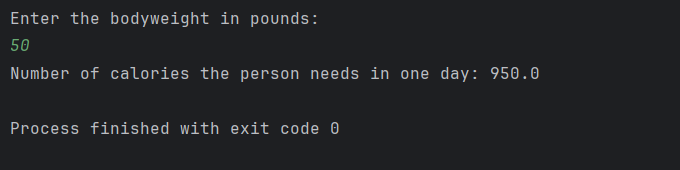 Enter the bodyweight in pounds:
50
Number of calories the person needs in one day: 950.0
Process finished with exit code 0